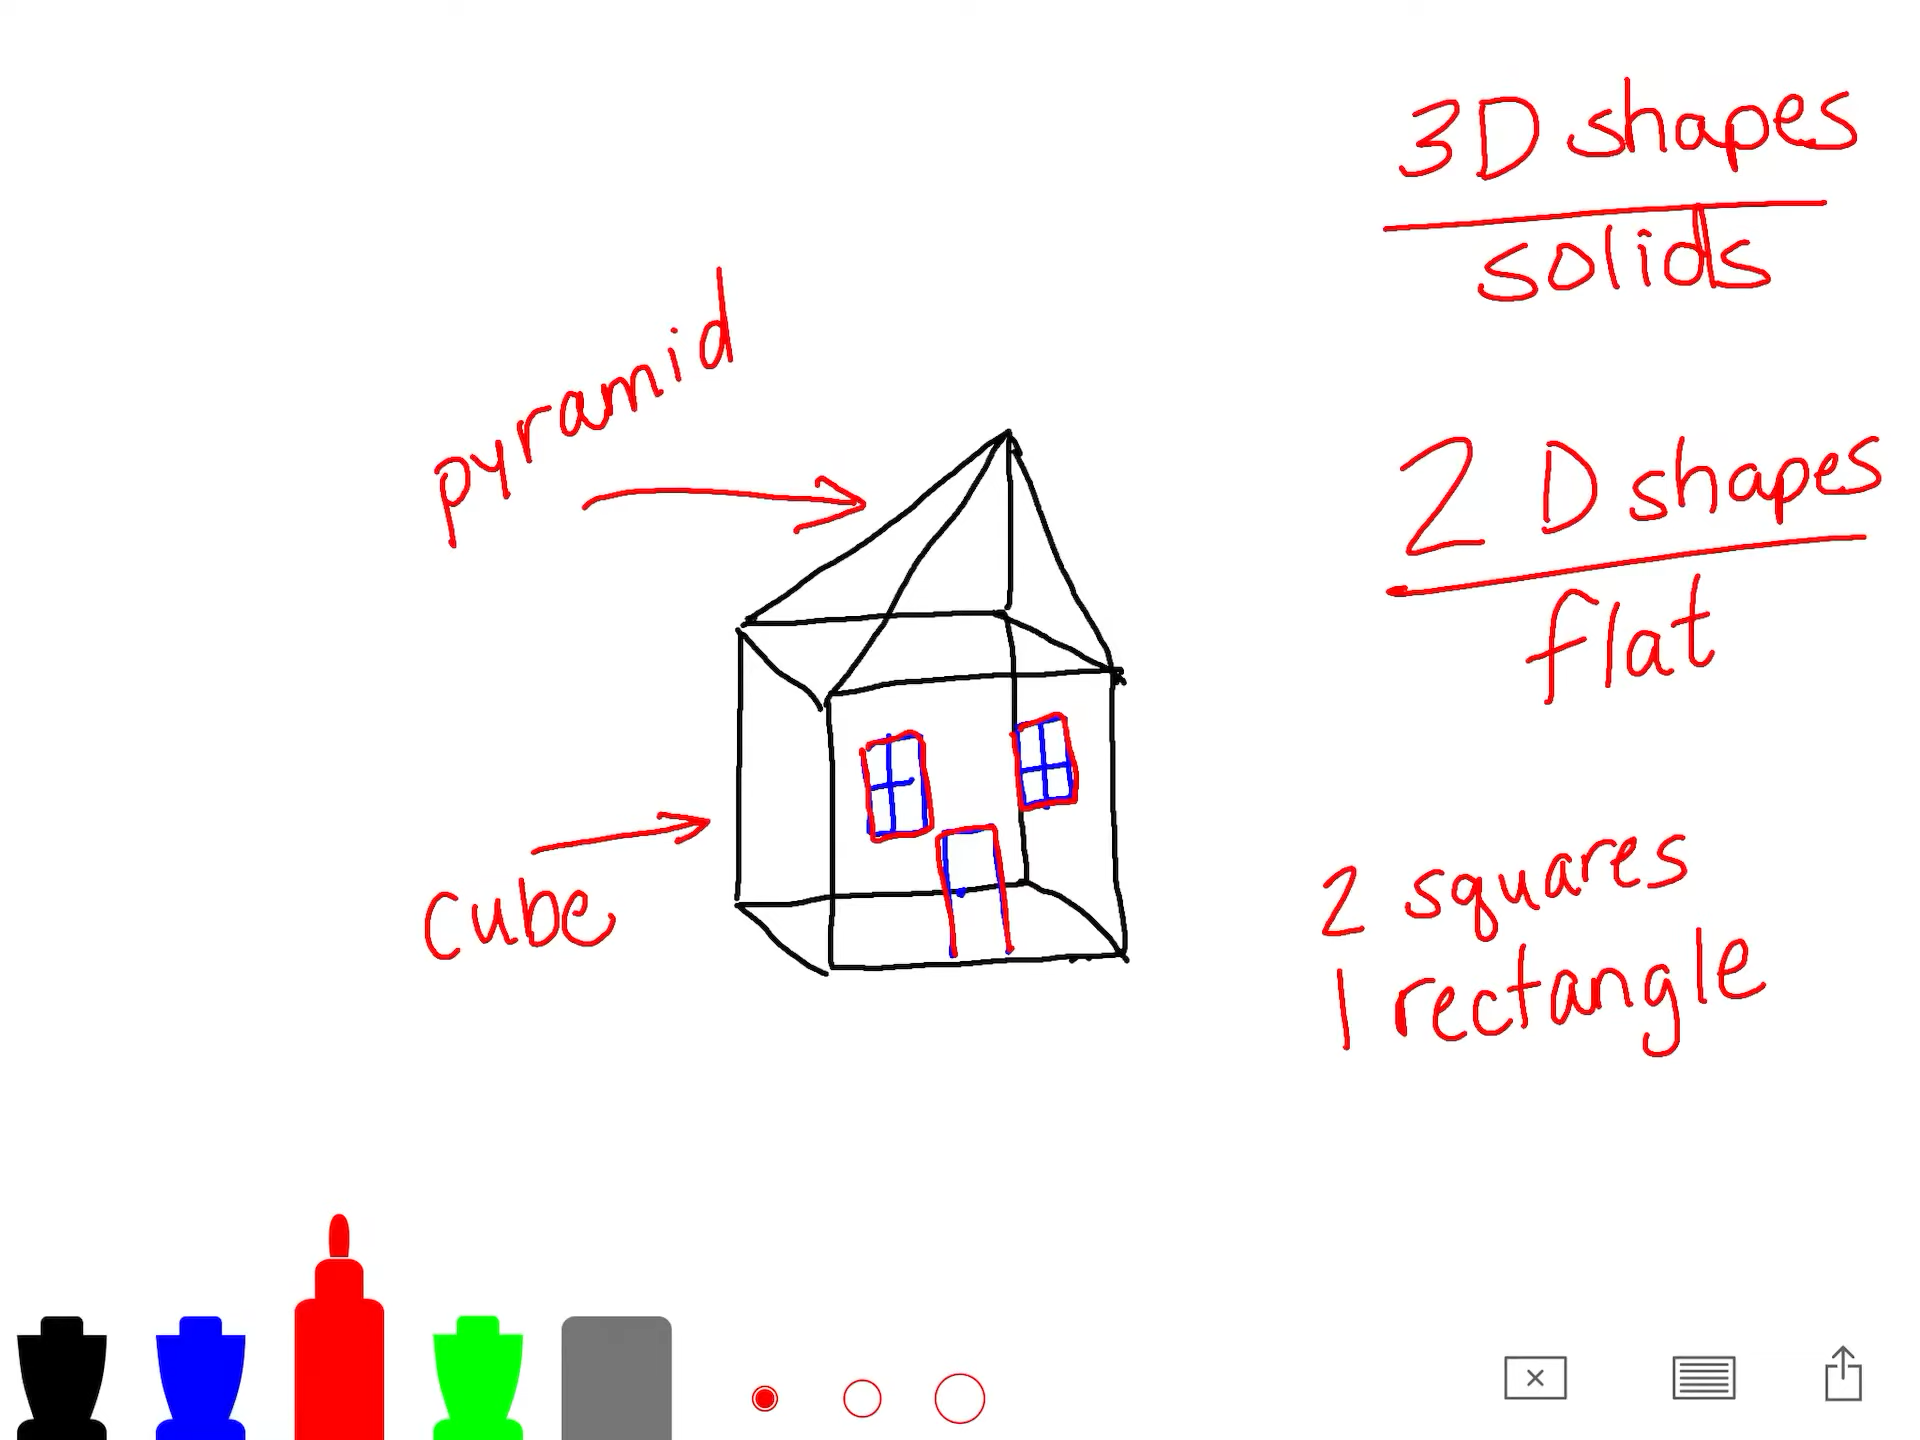 3D shapes
solids
pyramid
2 D shapes
flat
cube
2 squares
1 rectangle